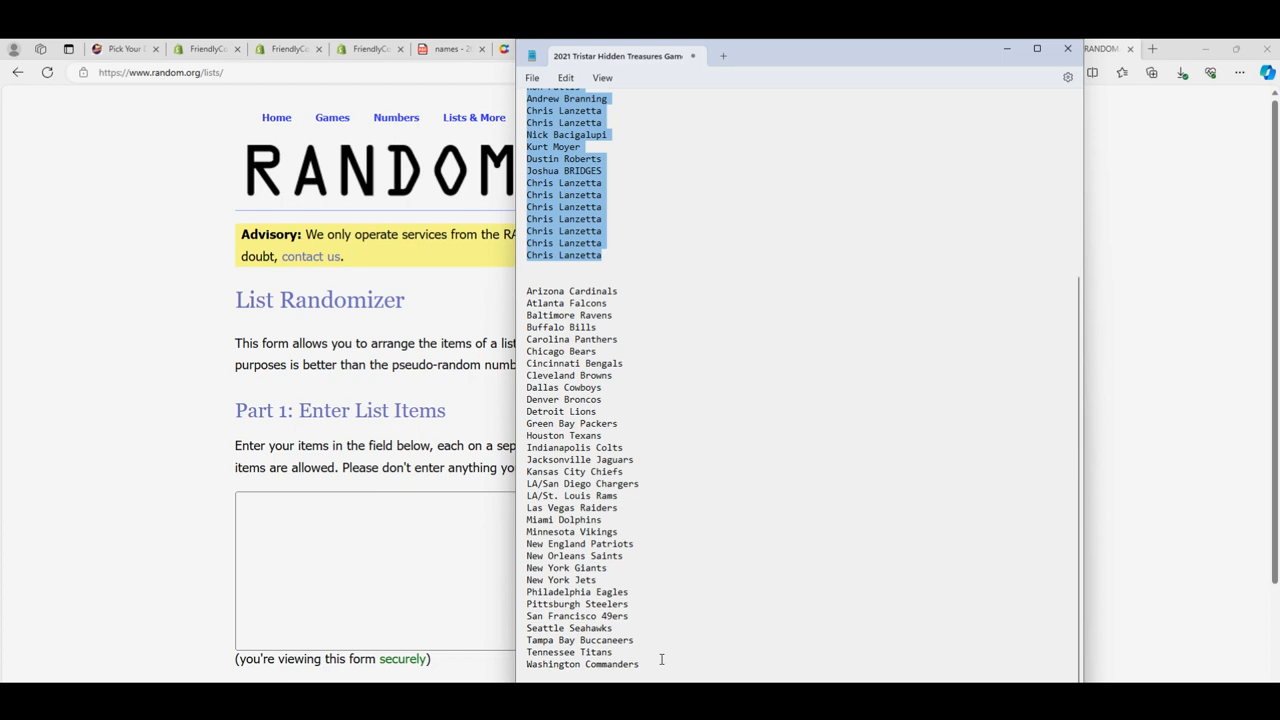 Pick Your
FriendlyCo
FriendlyCo
FriendlyCo
names - 20
2021 Tristar Hidden Treasures Game
RANDOM
https://www.random.org/lists/
File
Edit
View
Home
Games
Numbers
Lists & More
RANDOM
Advisory: We only operate services from the RA
doubt, contact us.
List Randomizer
This form allows you to arrange the items of a list
purposes is better than the pseudo-random numb
Part 1: Enter List Items
Enter your items in the field below, each on a sep
items are allowed. Please don't enter anything yo
(you're viewing this form securely)
Andrew Branning
Chris Lanzetta
Chris Lanzetta
Nick Bacigalupi
Kurt Moyer
Dustin Roberts
Joshua BRIDGES
Chris Lanzetta
Chris Lanzetta
Chris Lanzetta
Chris Lanzetta
Chris Lanzetta
Chris Lanzetta
Chris Lanzetta
Arizona Cardinals
Atlanta Falcons
Baltimore Ravens
Buffalo Bills
Carolina Panthers
Chicago Bears
Cincinnati Bengals
Cleveland Browns
Dallas Cowboys
Denver Broncos
Detroit Lions
Green Bay Packers
Houston Texans
Indianapolis Colts
Jacksonville Jaguars
Kansas City Chiefs
LA/San Diego Chargers
LA/St. Louis Rams
Las Vegas Raiders
Miami Dolphins
Minnesota Vikings
New England Patriots
New Orleans Saints
New York Giants
New York Jets
Philadelphia Eagles
Pittsburgh Steelers
San Francisco 49ers
Seattle Seahawks
Tampa Bay Buccaneers
Tennessee Titans
Washington Commanders